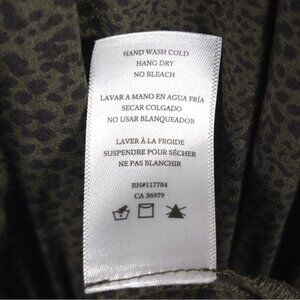 HAND WASH COLD
HANG DRY
NO BLEACH
LAVAR A MANO EN AGUA FRÍA
SECAR COLGADO
NO USAR BLANQUEADOR
LAVER À LA FROIDE
SUSPENDRE POUR SÉCHER
NE PAS BLANCHIR
RN#117784
CA 36979